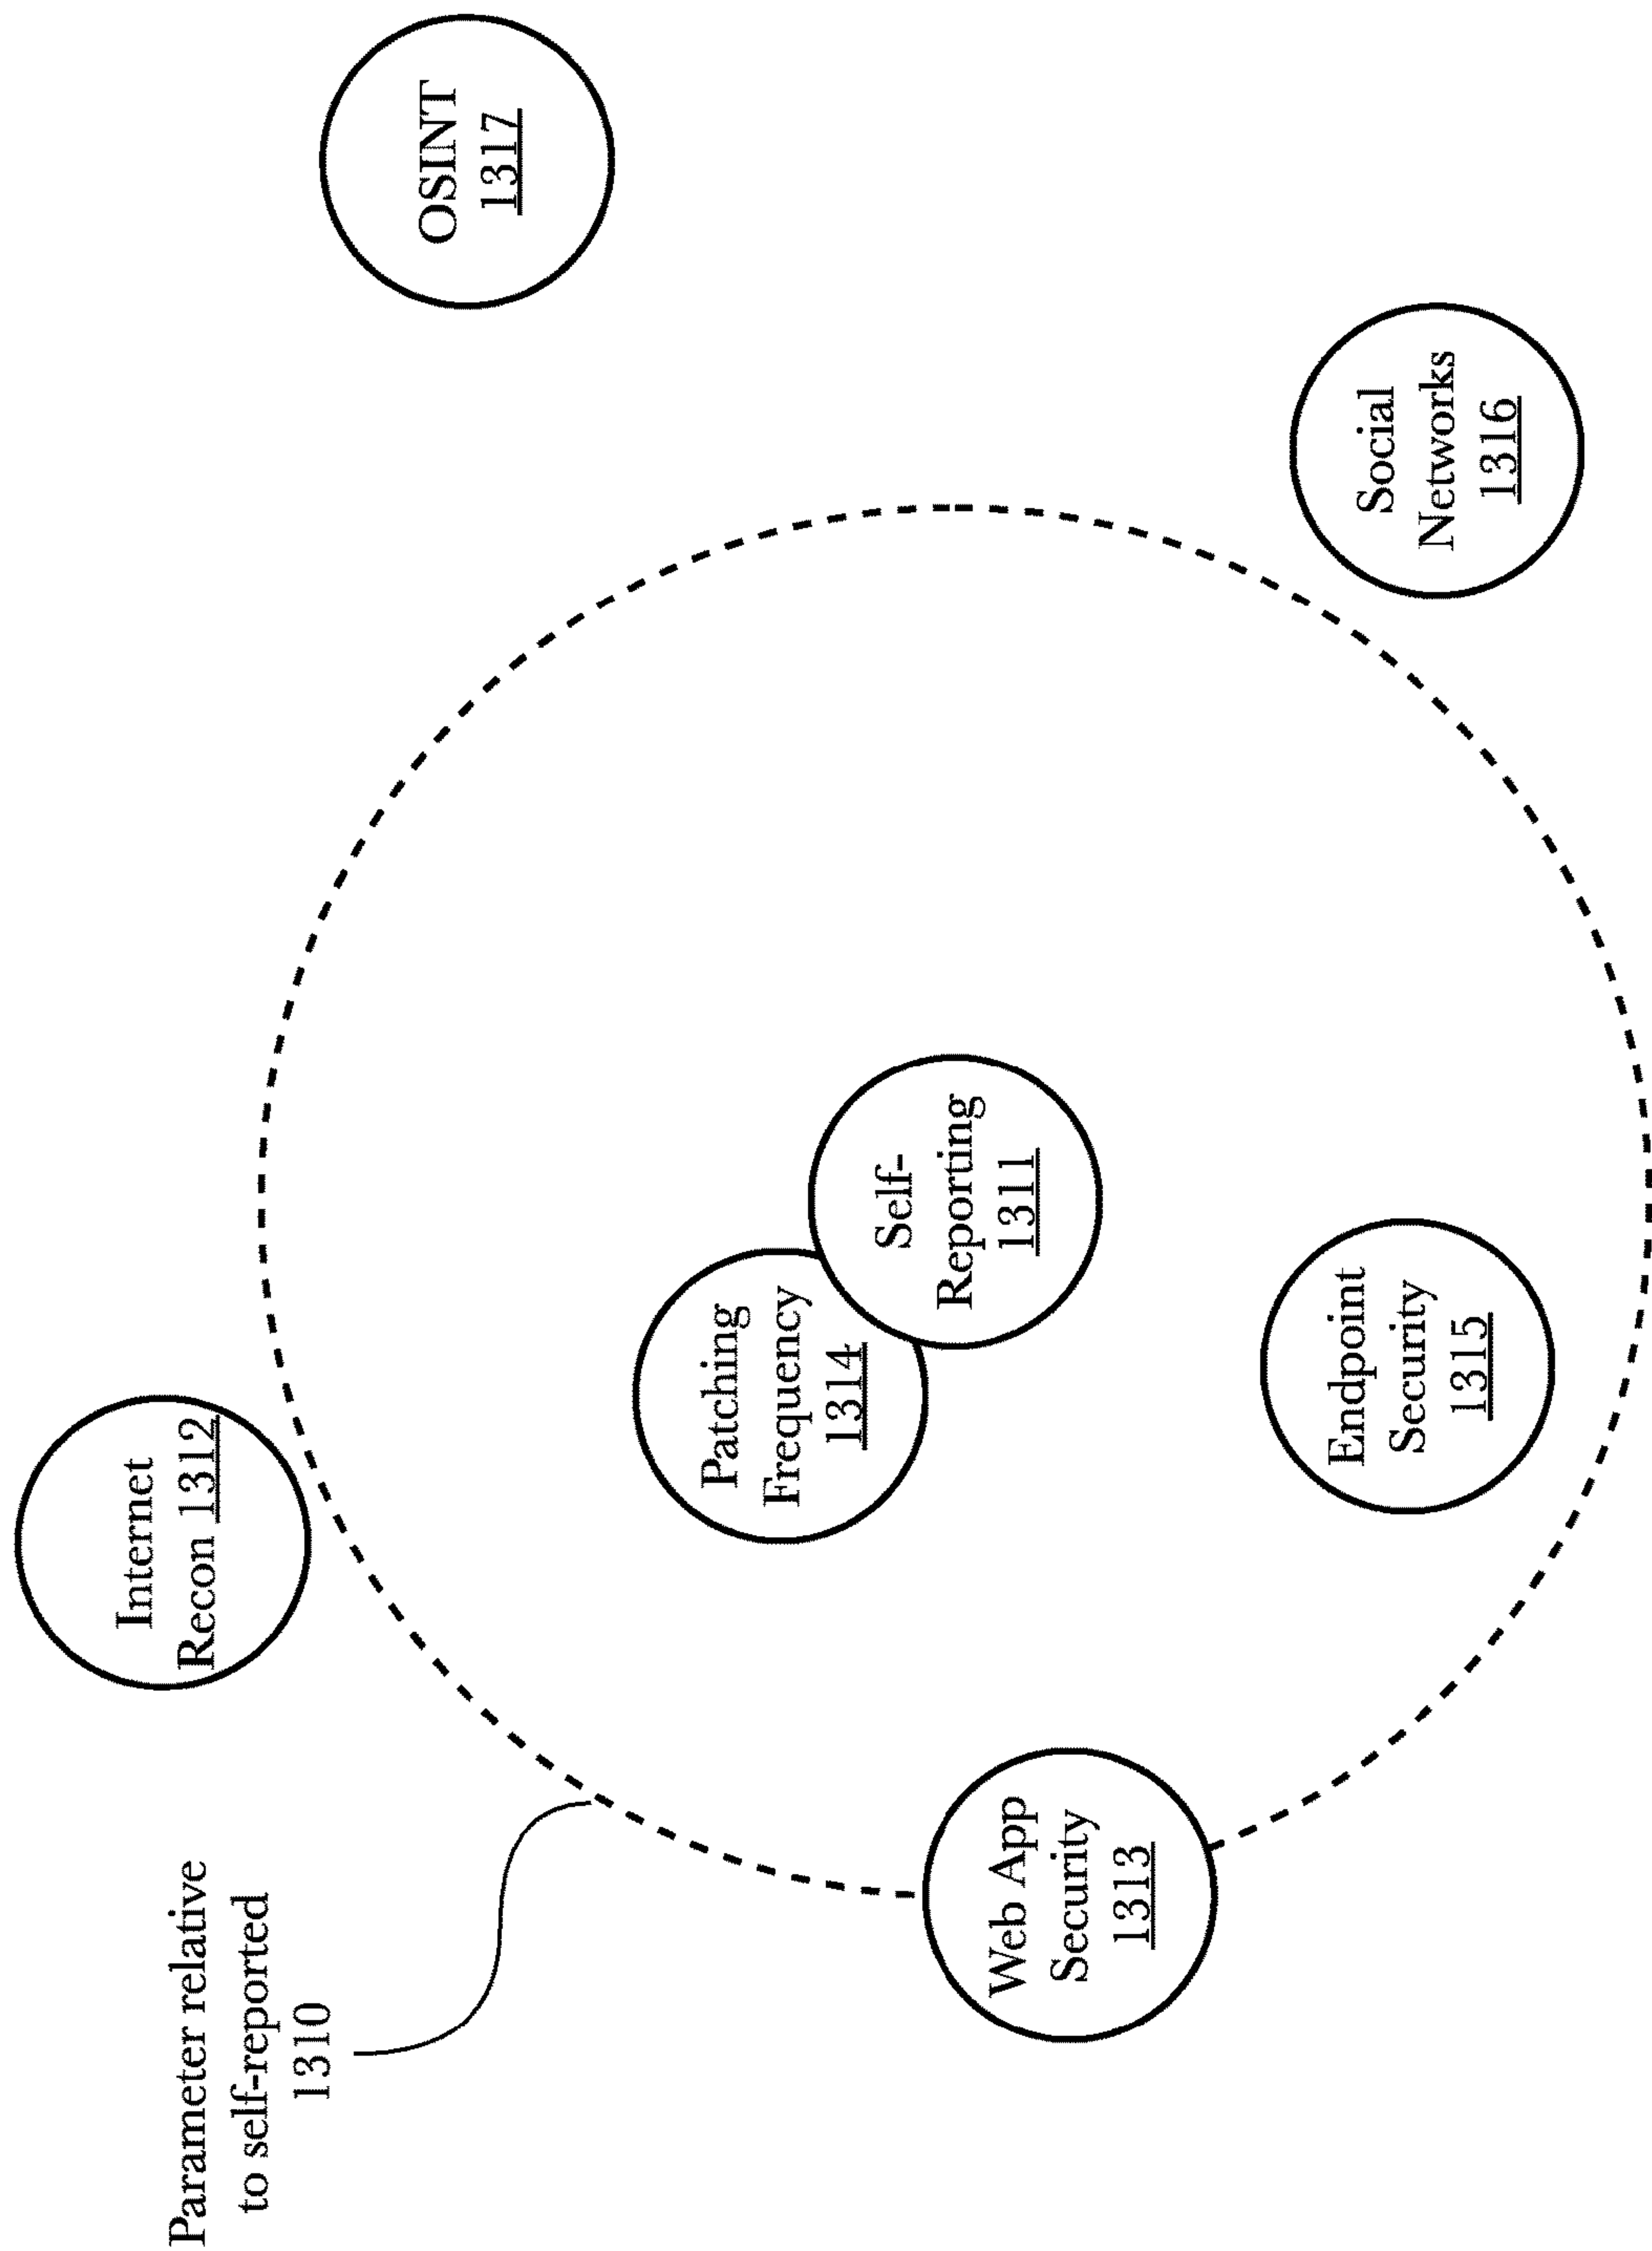 Parameter relative
to self-reported
1310
Internet
Recon 1312
OSINT
1317
Patching
Frequency
1314
Self-
Reporting
1311
Web App
Security
1313
Endpoint
Security
1315
Social
Networks
1316